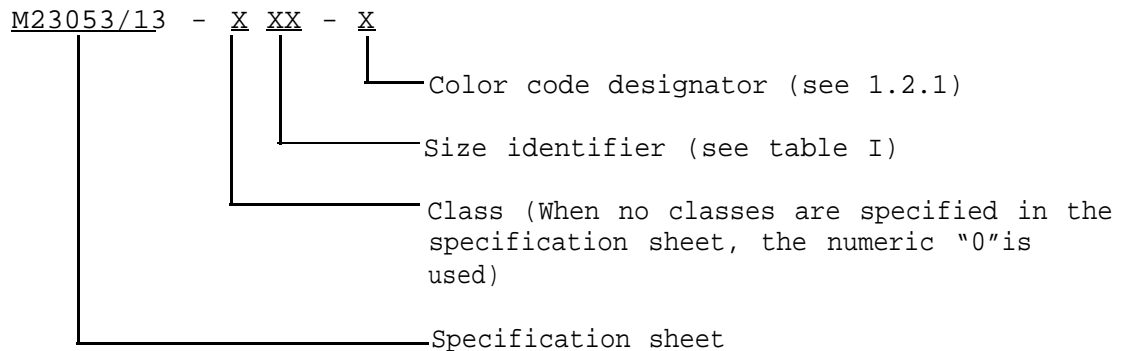 M23053/13 - X XX - X
Color code designator (see 1.2.1)
Size identifier (see table I)
Class (When no classes are specified in the
specification sheet, the numeric "0"is
used)
Specification sheet